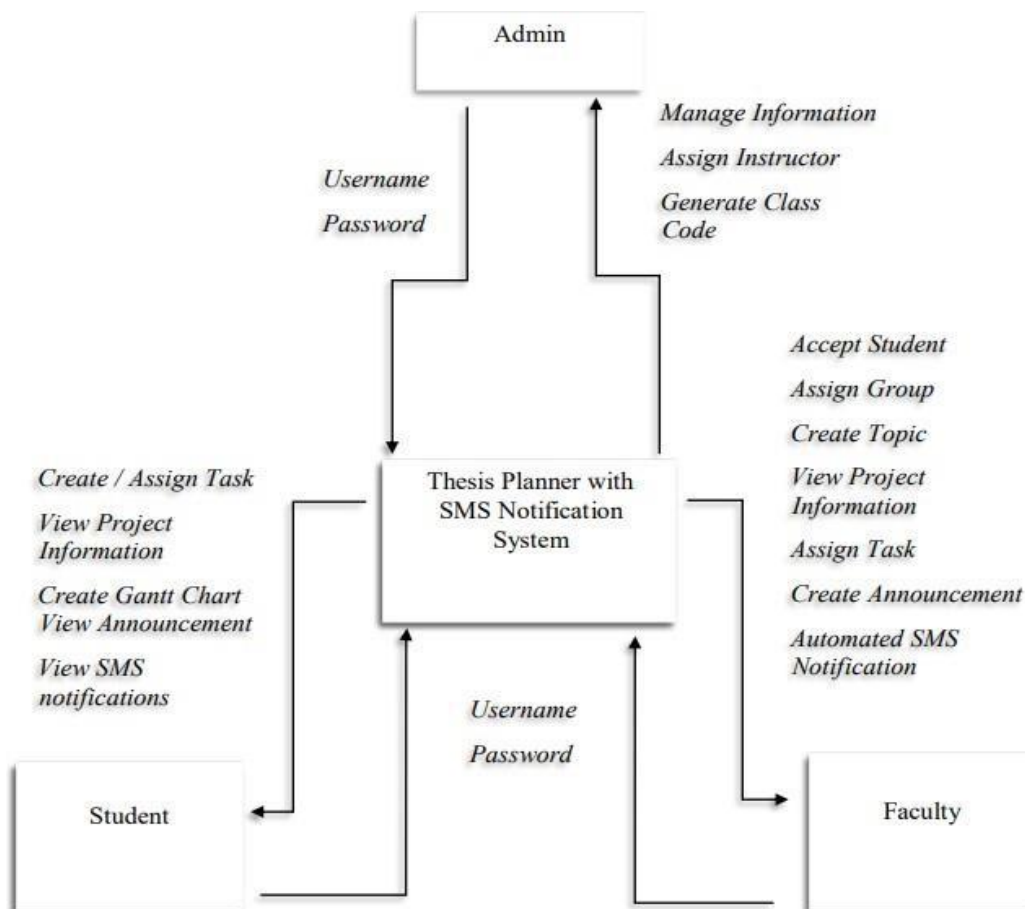 Admin
Manage Information
Assign Instructor
Generate Class
Code
Username
Password
Accept Student
Assign Group
Create Topic
View Project
Information
Assign Task
Create Announcement
Automated SMS
Notification
Thesis Planner with
SMS Notification
System
Create / Assign Task
View Project
Information
Create Gantt Chart
View Announcement
View SMS
notifications
Username
Password
Student
Faculty